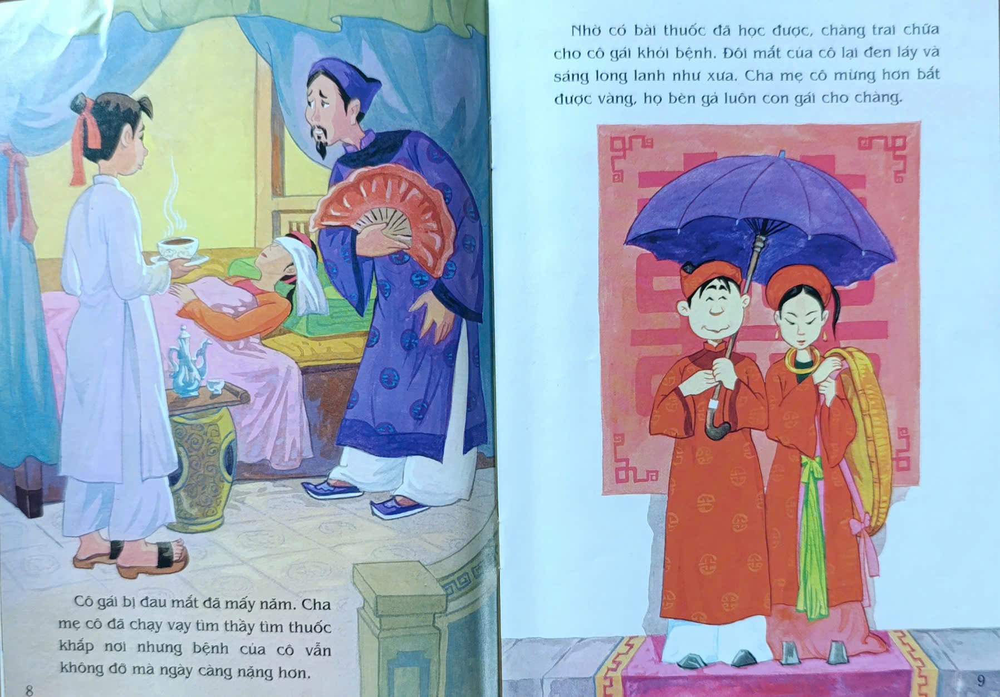 Cô gái bị đau mắt đã mấy năm. Cha
mẹ cô đã chạy vạy tìm thầy tìm thuốc
khắp nơi nhưng bệnh của cô vẫn
không đỡ mà ngày càng nặng hơn.
8
Nhờ có bài thuốc đã học được, chàng trai chữa
cho cô gái khỏi bệnh. Đôi mắt của cô lại đen láy và
sáng long lanh như xưa. Cha mẹ cô mừng hơn bắt
được vàng, họ bèn gả luôn con gái cho chàng.
9